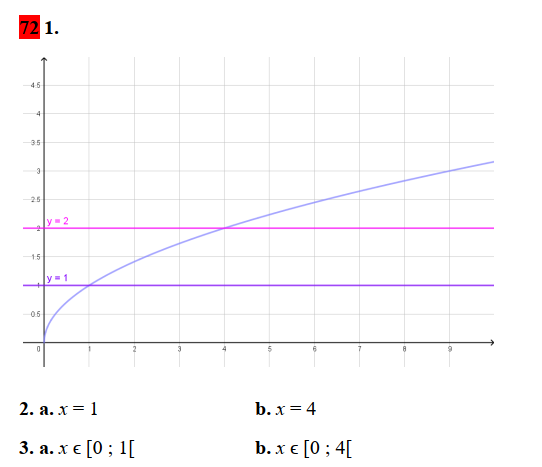 72 1.
4.5
4
3.5
3
2.5
y = 2
2
1.5
y = 1
1
0.5
0 1 2 3 4 5 6 7 8 9
2. a. x = 1 b. x = 4
3. a. x ϵ [0 ; 1[ b. x ϵ [0 ; 4[